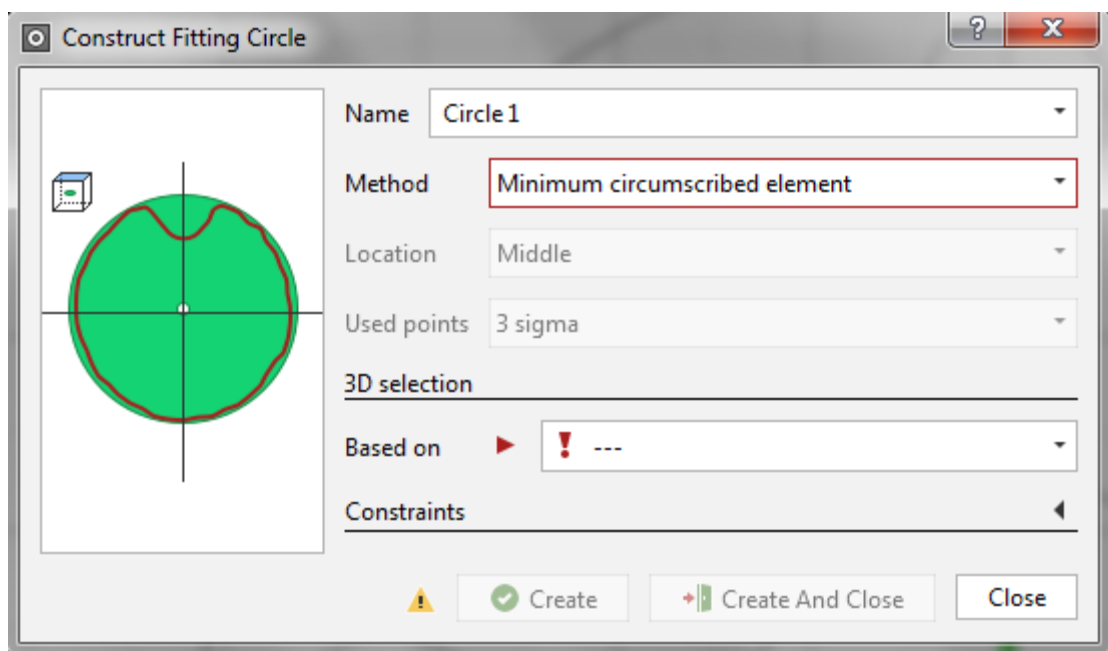 Construct Fitting Circle
?
Name Circle 1
Method Minimum circumscribed element
Location Middle
Used points 3 sigma
3D selection
Based on ! ---
Constraints
Create Create And Close Close